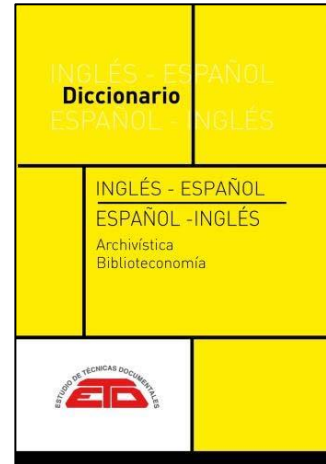 INGLÉS - ESPAÑOL
Diccionario
ESPAÑOL - INGLÉS
INGLÉS - ESPAÑOL
ESPAÑOL -INGLÉS
Archivística
Biblioteconomía
ESTUDIO DE TÉCNICAS DOCUMENTALES
ETD